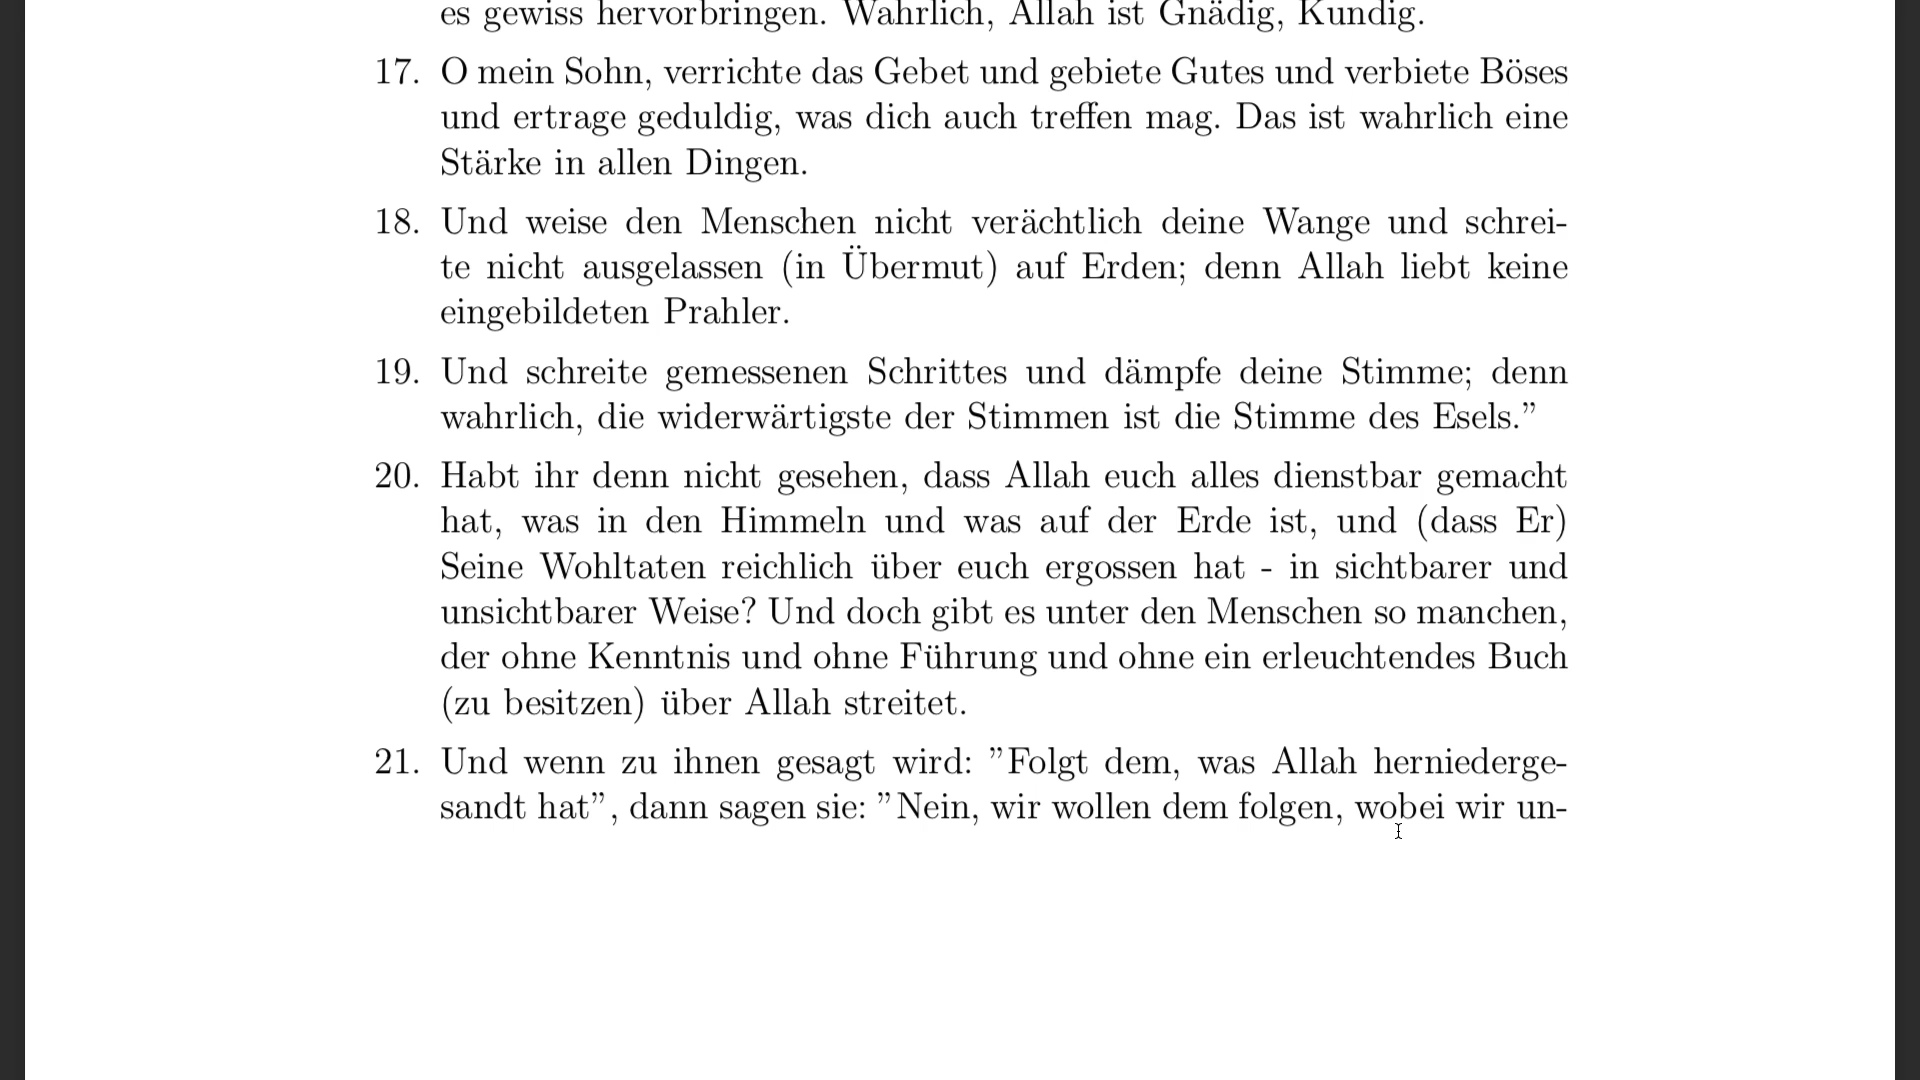 es gewiss hervorbringen. Wahrlich, Allah ist Gnädig, Kundig.
17. O mein Sohn, verrichte das Gebet und gebiete Gutes und verbiete Böses
und ertrage geduldig, was dich auch treffen mag. Das ist wahrlich eine
Stärke in allen Dingen.
18. Und weise den Menschen nicht verächtlich deine Wange und schrei-
te nicht ausgelassen (in Übermut) auf Erden; denn Allah liebt keine
eingebildeten Prahler.
19. Und schreite gemessenen Schrittes und dämpfe deine Stimme; denn
wahrlich, die widerwärtigste der Stimmen ist die Stimme des Esels.”
20. Habt ihr denn nicht gesehen, dass Allah euch alles dienstbar gemacht
hat, was in den Himmeln und was auf der Erde ist, und (dass Er)
Seine Wohltaten reichlich über euch ergossen hat - in sichtbarer und
unsichtbarer Weise? Und doch gibt es unter den Menschen so manchen,
der ohne Kenntnis und ohne Führung und ohne ein erleuchtendes Buch
(zu besitzen) über Allah streitet.
21. Und wenn zu ihnen gesagt wird: ”Folgt dem, was Allah herniederge-
sandt hat”, dann sagen sie: ”Nein, wir wollen dem folgen, wobei wir un-